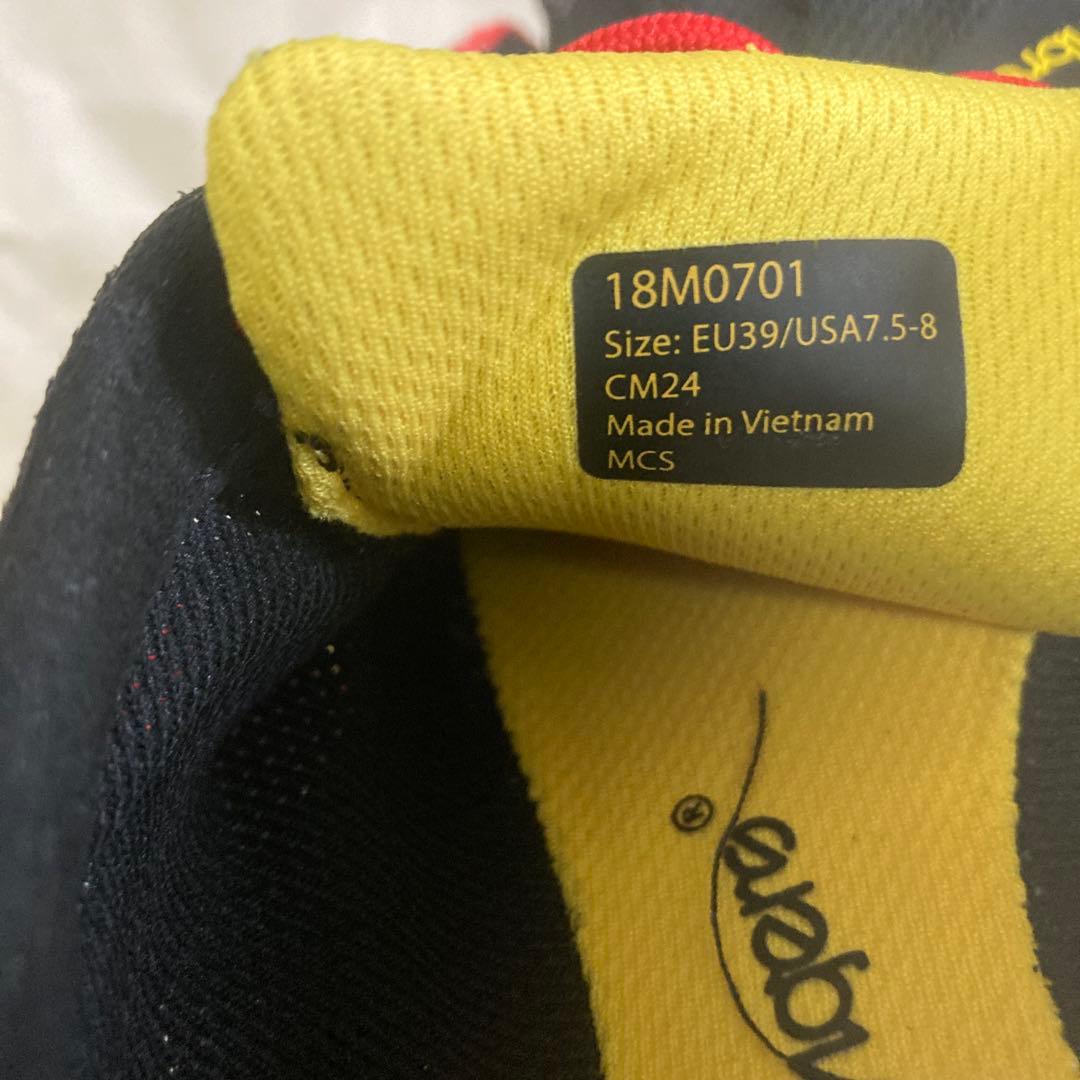 18M0701
Size: EU39/USA7.5-8
CM24
Made in Vietnam
MCS
®